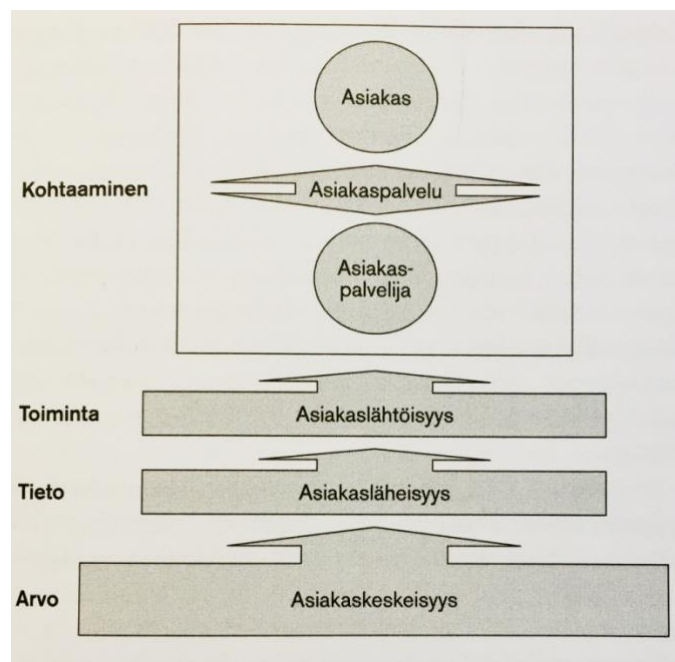 Asiakas
Kohtaaminen Asiakaspalvelu
Asiakas-
palvelija
Toiminta Asiakaslähtöisyys
Tieto Asiakasläheisyys
Arvo Asiakaskeskeisyys